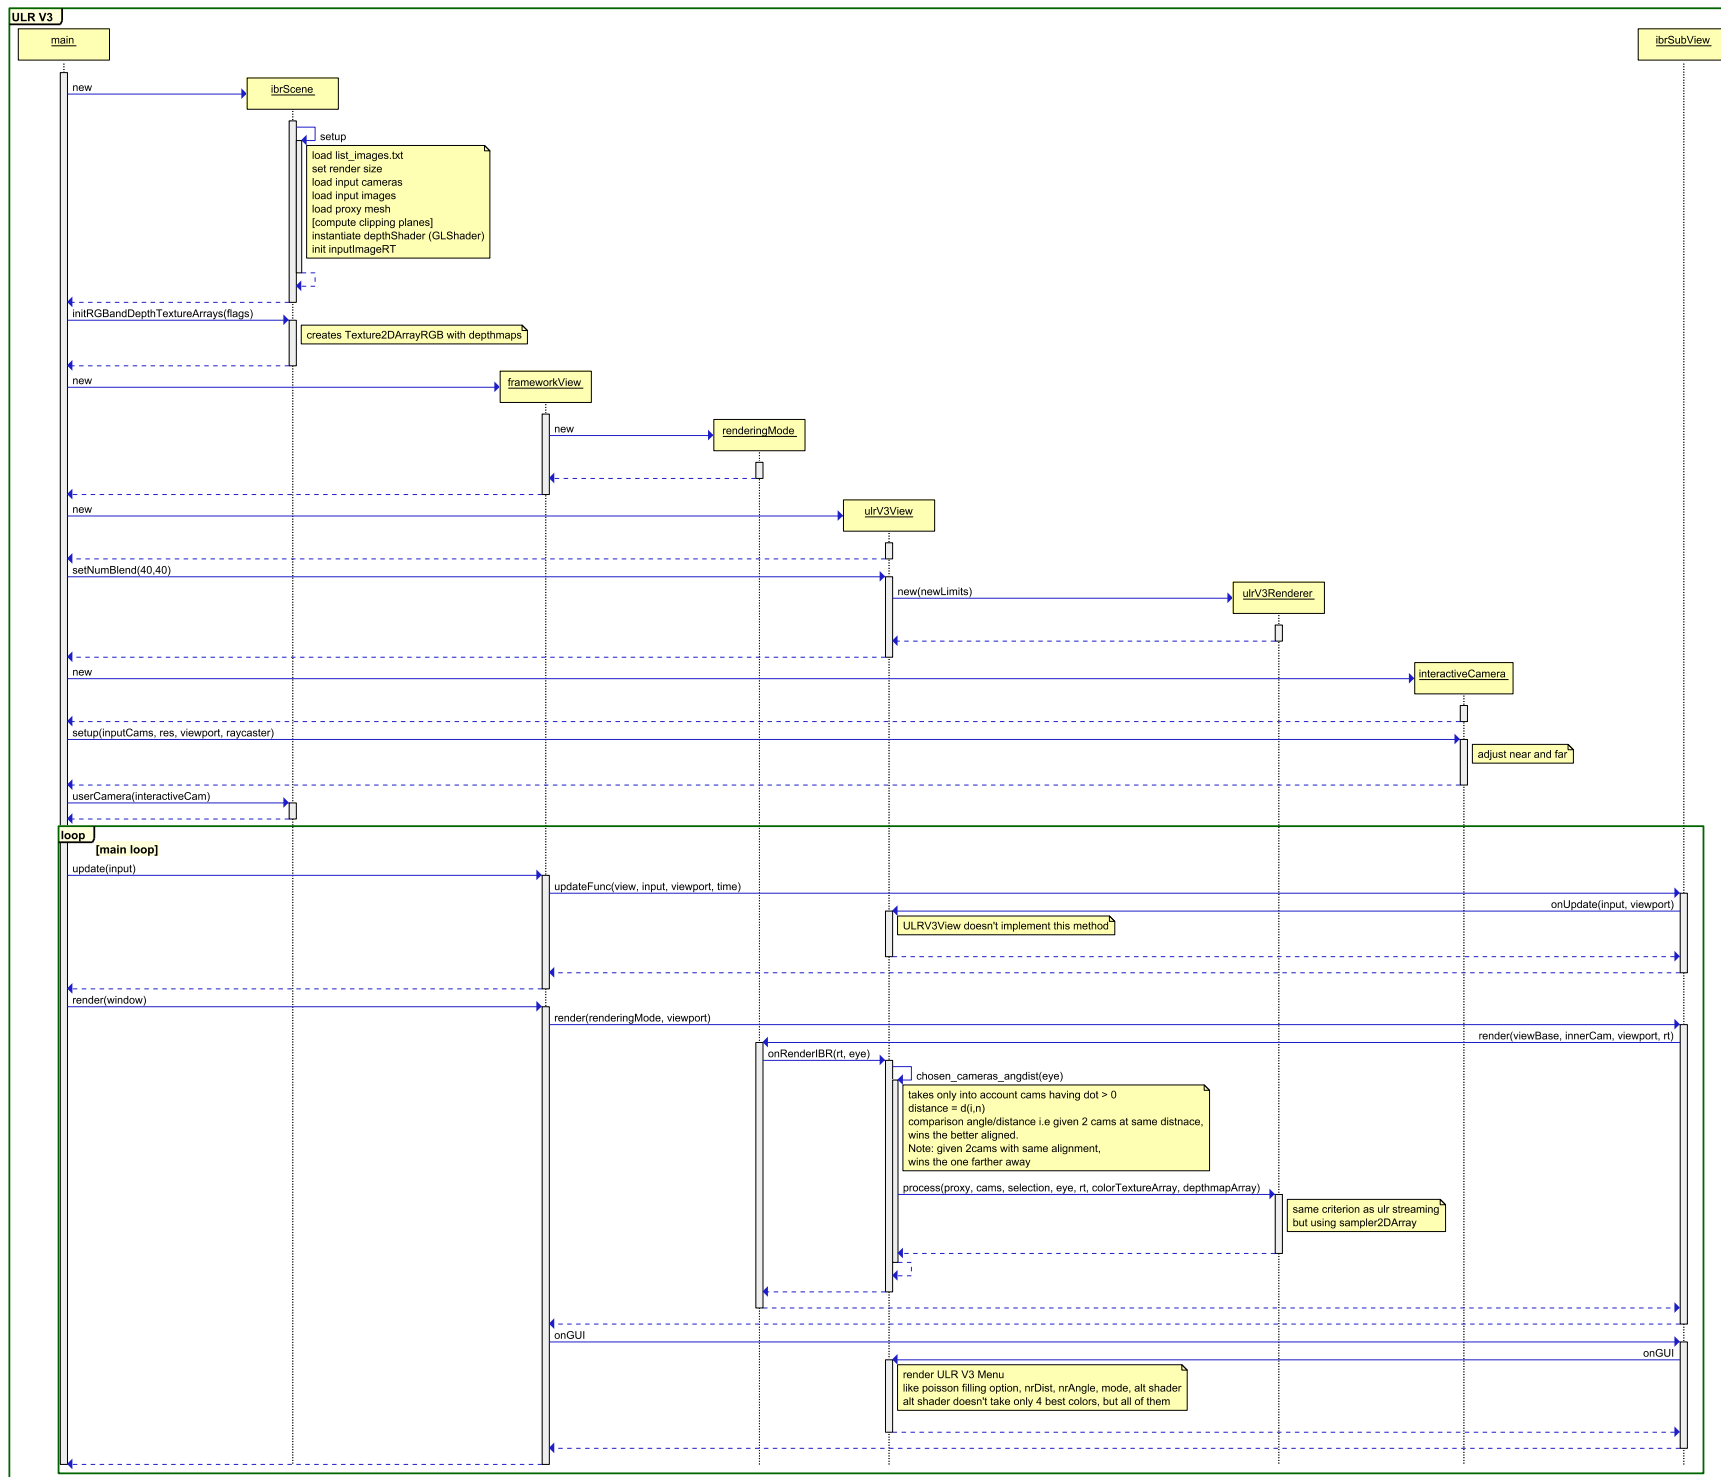 ULR V3
main
ibrSubView
new
ibrScene
setup
load list_images.txt
set render size
load input cameras
load input images
load proxy mesh
[compute clipping planes]
instantiate depthShader (GLShader)
init inputImageRT
initRGBandDepthTextureArrays(flags)
creates Texture2DArrayRGB with depthmaps
new
frameworkView
new
renderingMode
new
ulrV3View
setNumBlend(40,40)
new(newLimits)
ulrV3Renderer
new
interactiveCamera
setup(inputCams, res, viewport, raycaster)
adjust near and far
userCamera(interactiveCam)
loop
[main loop]
update(input)
updateFunc(view, input, viewport, time)
onUpdate(input, viewport)
ULRV3View doesn't implement this method
render(window)
render(renderingMode, viewport)
render(viewBase, innerCam, viewport, rt)
onRenderIBR(rt, eye)
chosen_cameras_angdist(eye)
takes only into account cams having dot > 0
distance = d(i,n)
comparison angle/distance i.e given 2 cams at same distnace,
wins the better aligned.
Note: given 2cams with same alignment,
wins the one farther away
process(proxy, cams, selection, eye, rt, colorTextureArray, depthmapArray)
same criterion as ulr streaming
but using sampler2DArray
onGUI
onGUI
render ULR V3 Menu
like poisson filling option, nrDist, nrAngle, mode, alt shader
alt shader doesn't take only 4 best colors, but all of them